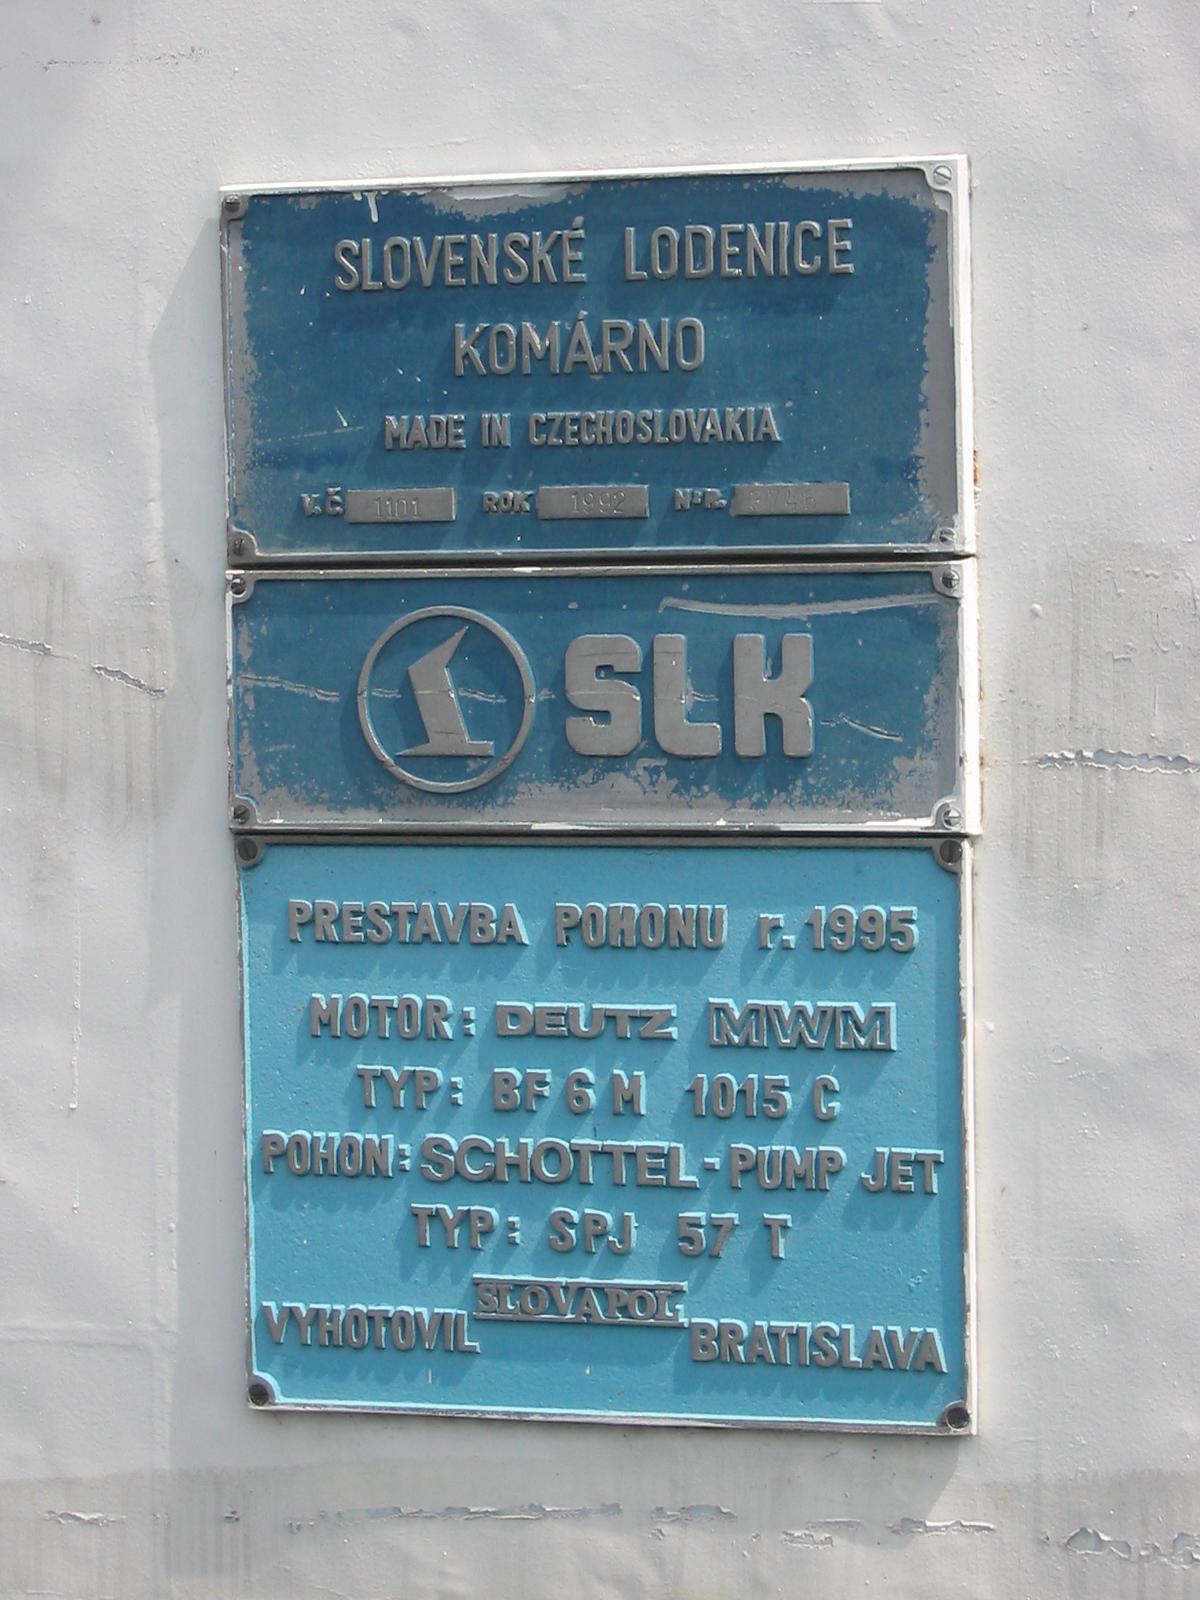 SLOVENSKÉ LODENICE
KOMÁRNO
MADE IN CZECHOSLOVAKIA
V.Č. 1101 ROK 1992 N°R.
SLK
PRESTAVBA POHONU r. 1995
MOTOR: DEUTZ MWM
TYP: BF 6 M 1015 C
POHON: SCHOTTEL-PUMP JET
TYP: SPJ 57 T
VYHOTOVIL SLOVAPOL BRATISLAVA